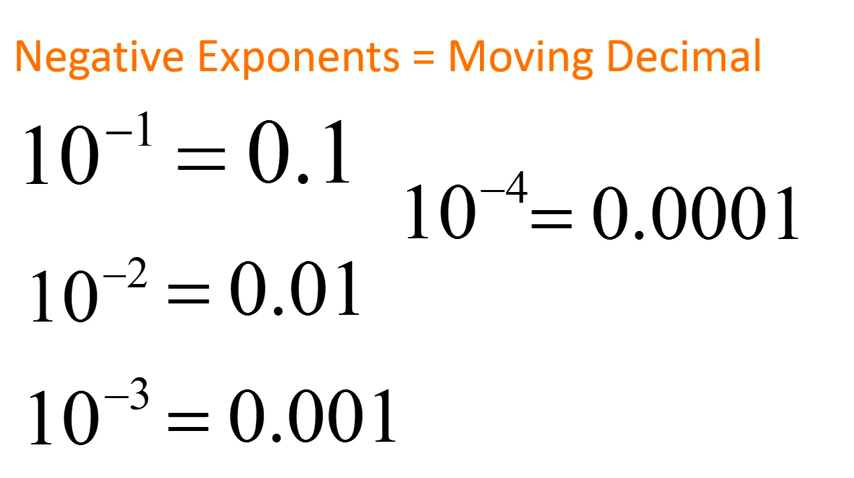 Negative Exponents = Moving Decimal
10⁻¹ = 0.1
10⁻² = 0.01
10⁻³ = 0.001
10⁻⁴ = 0.0001